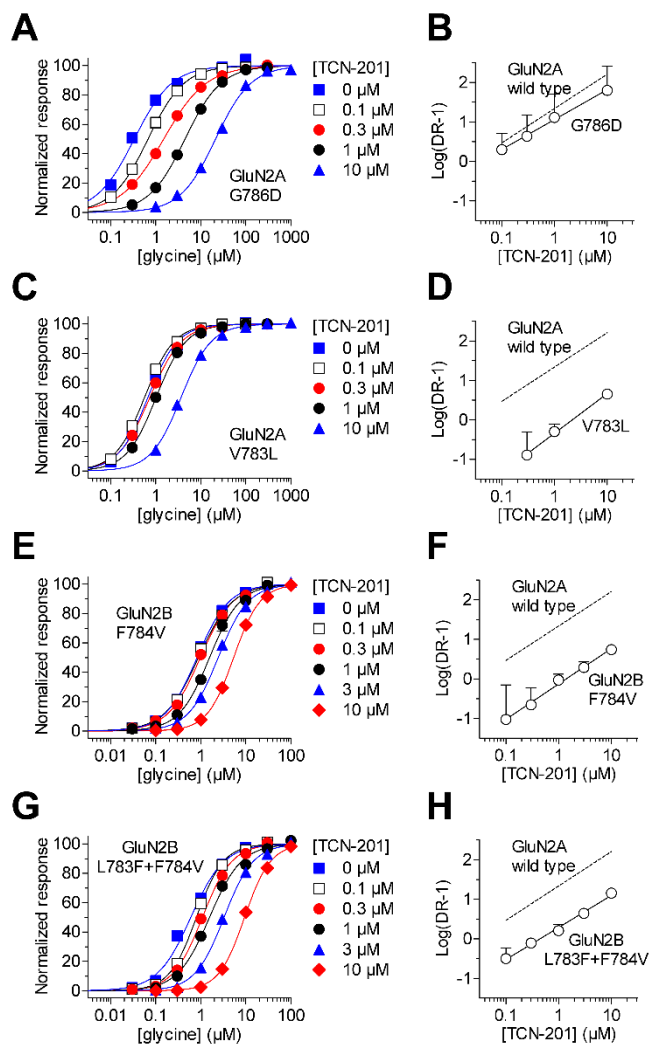 A
Normalized response
100
80
60
40
20
0
0.1 1 10 100 1000
[glycine] (µM)
GluN2A
G786D
[TCN-201]
0 µM
0.1 µM
0.3 µM
1 µM
10 µM
B
Log(DR-1)
2
1
0
-1
0.1 1 10
[TCN-201] (µM)
GluN2A
wild type
G786D
C
Normalized response
100
80
60
40
20
0
0.1 1 10 100 1000
[glycine] (µM)
GluN2A
V783L
[TCN-201]
0 µM
0.1 µM
0.3 µM
1 µM
10 µM
D
Log(DR-1)
2
1
0
-1
0.1 1 10
[TCN-201] (µM)
GluN2A
wild type
V783L
E
Normalized response
100
80
60
40
20
0
0.01 0.1 1 10 100
[glycine] (µM)
GluN2B
F784V
[TCN-201]
0 µM
0.1 µM
0.3 µM
1 µM
3 µM
10 µM
F
Log(DR-1)
2
1
0
-1
0.1 1 10
[TCN-201] (µM)
GluN2A
wild type
GluN2B
F784V
G
Normalized response
100
80
60
40
20
0
0.01 0.1 1 10 100
[glycine] (µM)
GluN2B
L783F+F784V
[TCN-201]
0 µM
0.1 µM
0.3 µM
1 µM
3 µM
10 µM
H
Log(DR-1)
2
1
0
-1
0.1 1 10
[TCN-201] (µM)
GluN2A
wild type
GluN2B
L783F+F784V